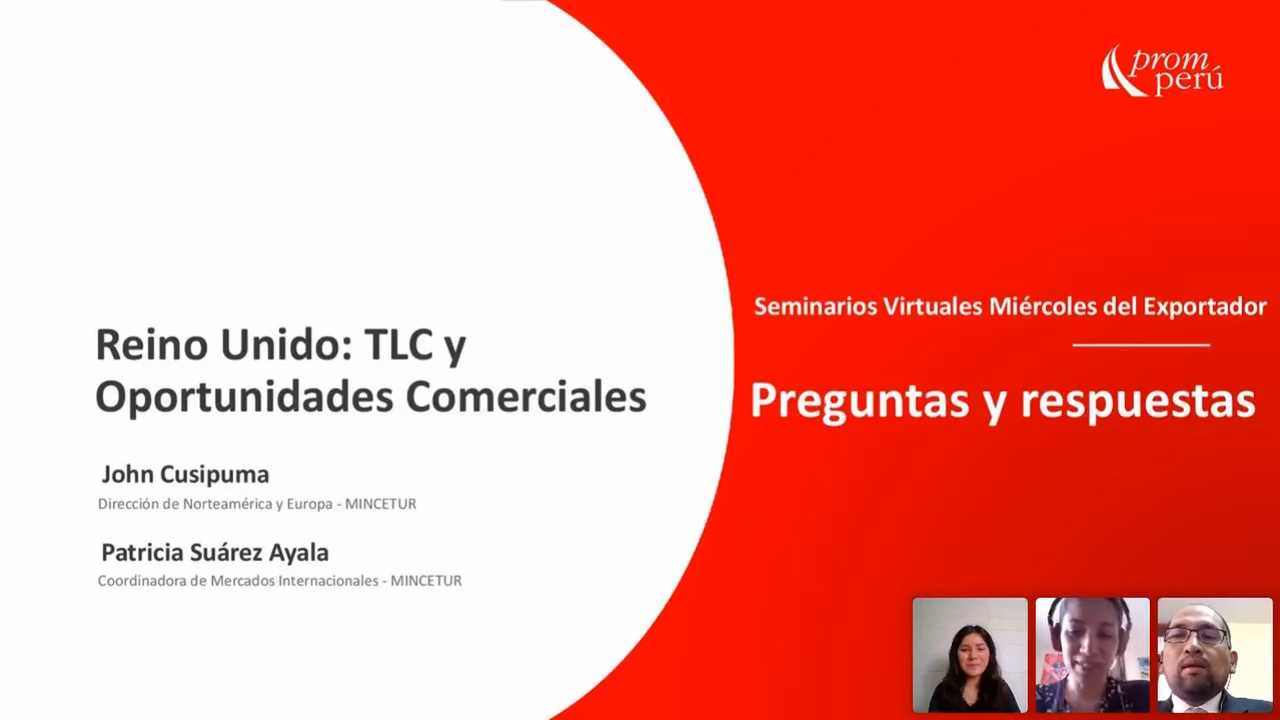 prom
perú
Seminarios Virtuales Miércoles del Exportador
Preguntas y respuestas
Reino Unido: TLC y
Oportunidades Comerciales
John Cusipuma
Dirección de Norteamérica y Europa - MINCETUR
Patricia Suárez Ayala
Coordinadora de Mercados Internacionales - MINCETUR